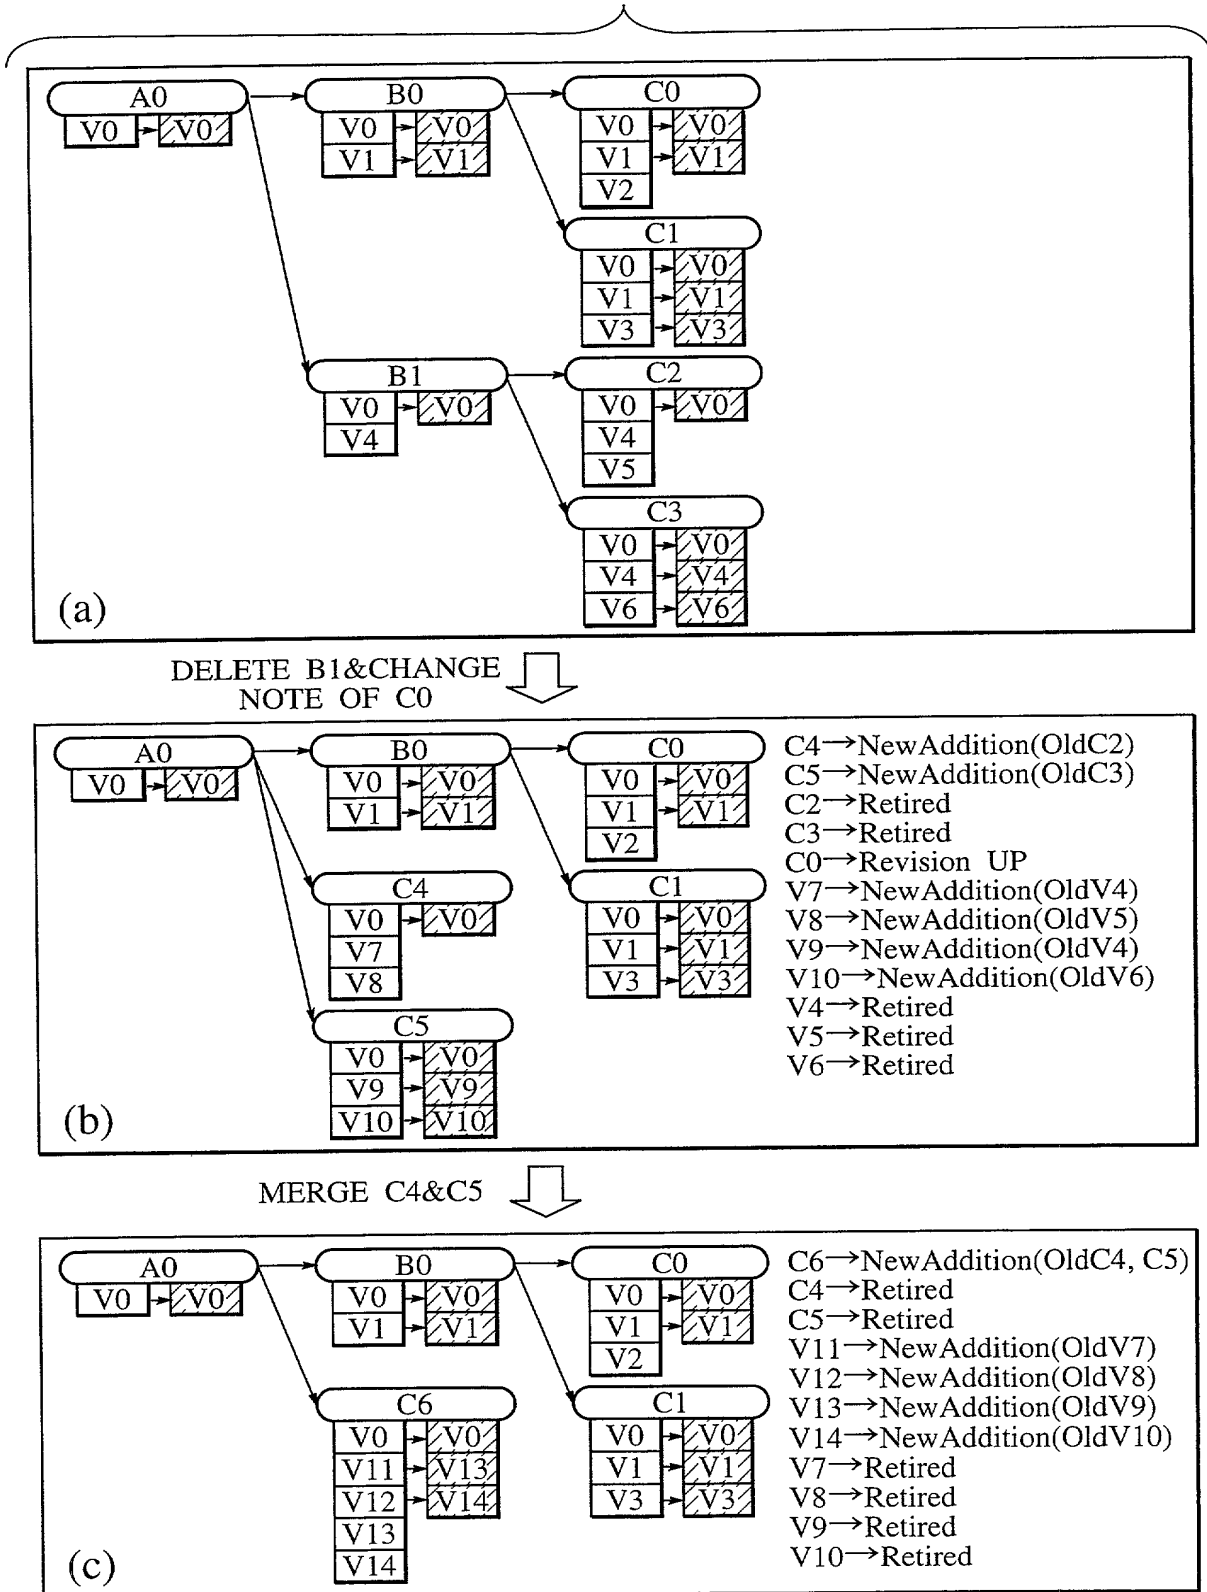 A0 B0 C0
V0 V0 V0 V0 V0 V0
V1 V1 V1 V1
V2
C1
V0 V0
V1 V1
V3 V3
B1 C2
V0 V0 V0 V0
V4 V4
V5
C3
V0 V0
V4 V4
V6 V6
(a)
DELETE B1&CHANGE
NOTE OF C0
A0 B0 C0
V0 V0 V0 V0 V0 V0
V1 V1 V1 V1
V2
C4 C1
V0 V0 V0 V0
V7 V1 V1
V8 V3 V3
C5
V0 V0
V9 V9
V10 V10
(b)
C4→NewAddition(OldC2)
C5→NewAddition(OldC3)
C2→Retired
C3→Retired
C0→Revision UP
V7→NewAddition(OldV4)
V8→NewAddition(OldV5)
V9→NewAddition(OldV4)
V10→NewAddition(OldV6)
V4→Retired
V5→Retired
V6→Retired
MERGE C4&C5
A0 B0 C0
V0 V0 V0 V0 V0 V0
V1 V1 V1 V1
V2
C6 C1
V0 V0 V0 V0
V11 V13 V1 V1
V12 V14 V3 V3
V13
V14
(c)
C6→NewAddition(OldC4, C5)
C4→Retired
C5→Retired
V11→NewAddition(OldV7)
V12→NewAddition(OldV8)
V13→NewAddition(OldV9)
V14→NewAddition(OldV10)
V7→Retired
V8→Retired
V9→Retired
V10→Retired